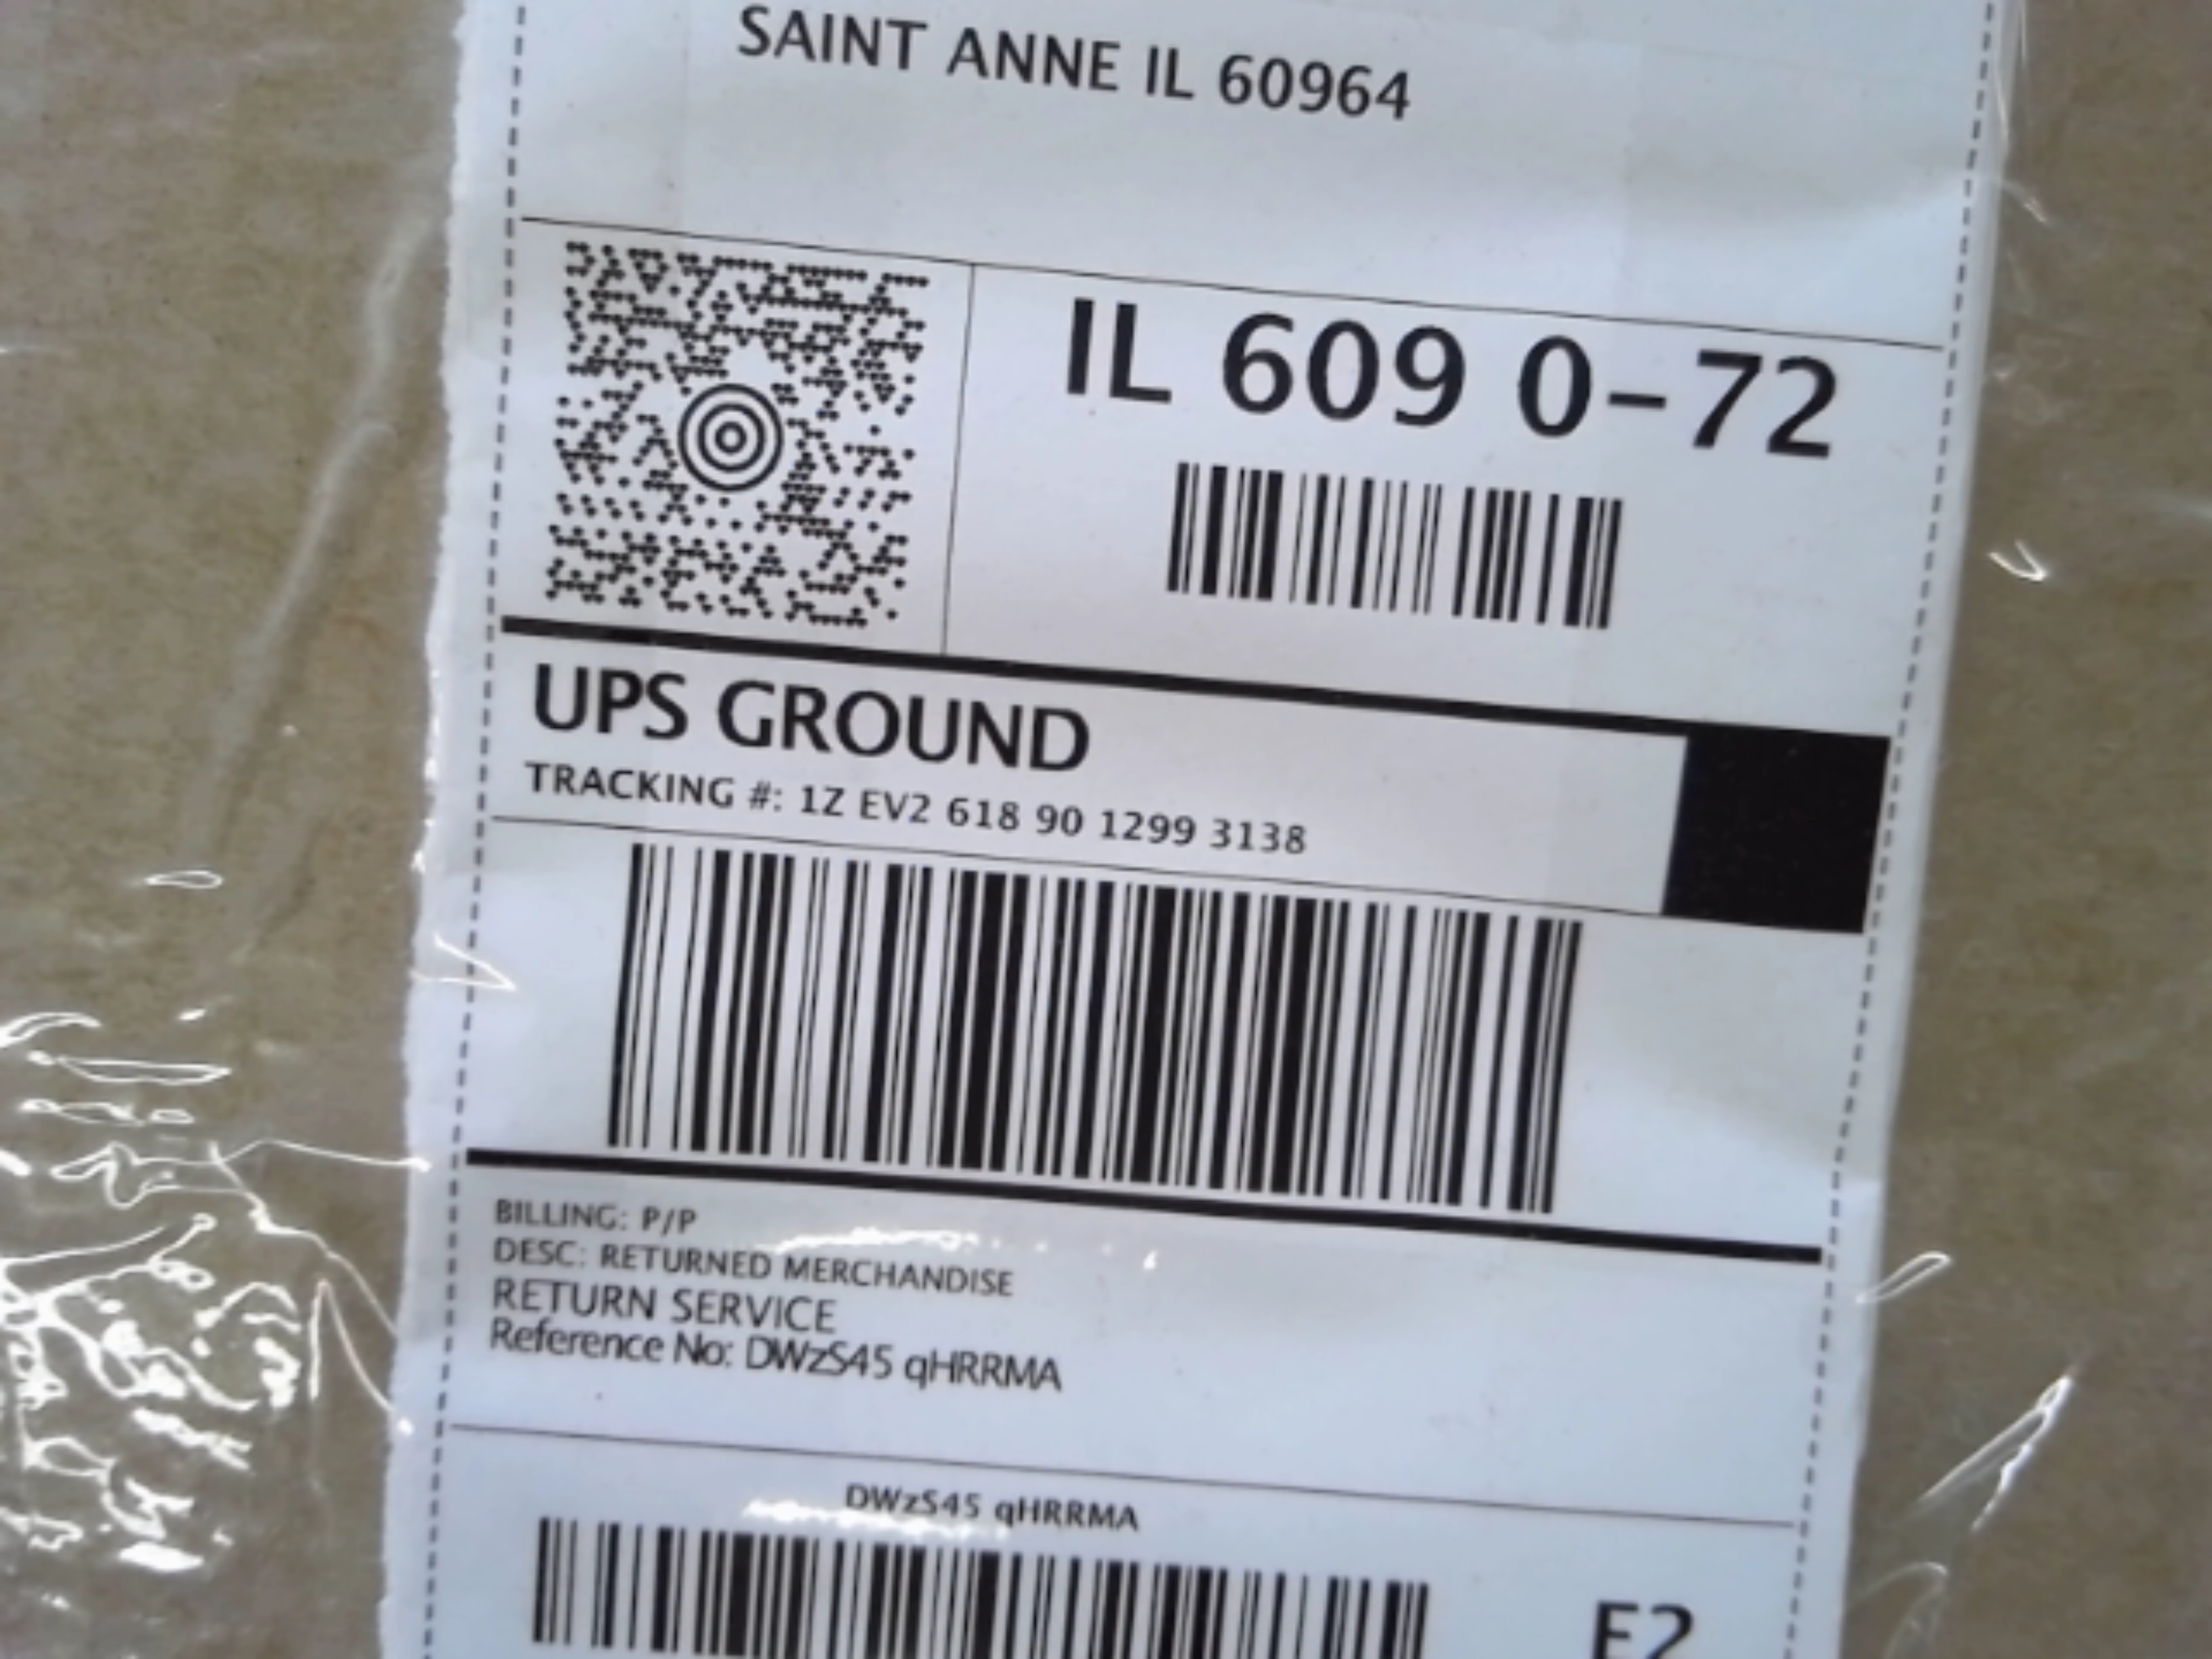 SAINT ANNE IL 60964
IL 609 0-72
UPS GROUND
TRACKING #: 1Z EV2 618 90 1299 3138
BILLING: P/P
DESC: RETURNED MERCHANDISE
RETURN SERVICE
Reference No: DWzS45 qHRRMA
DWzS45 qHRRMA
E2